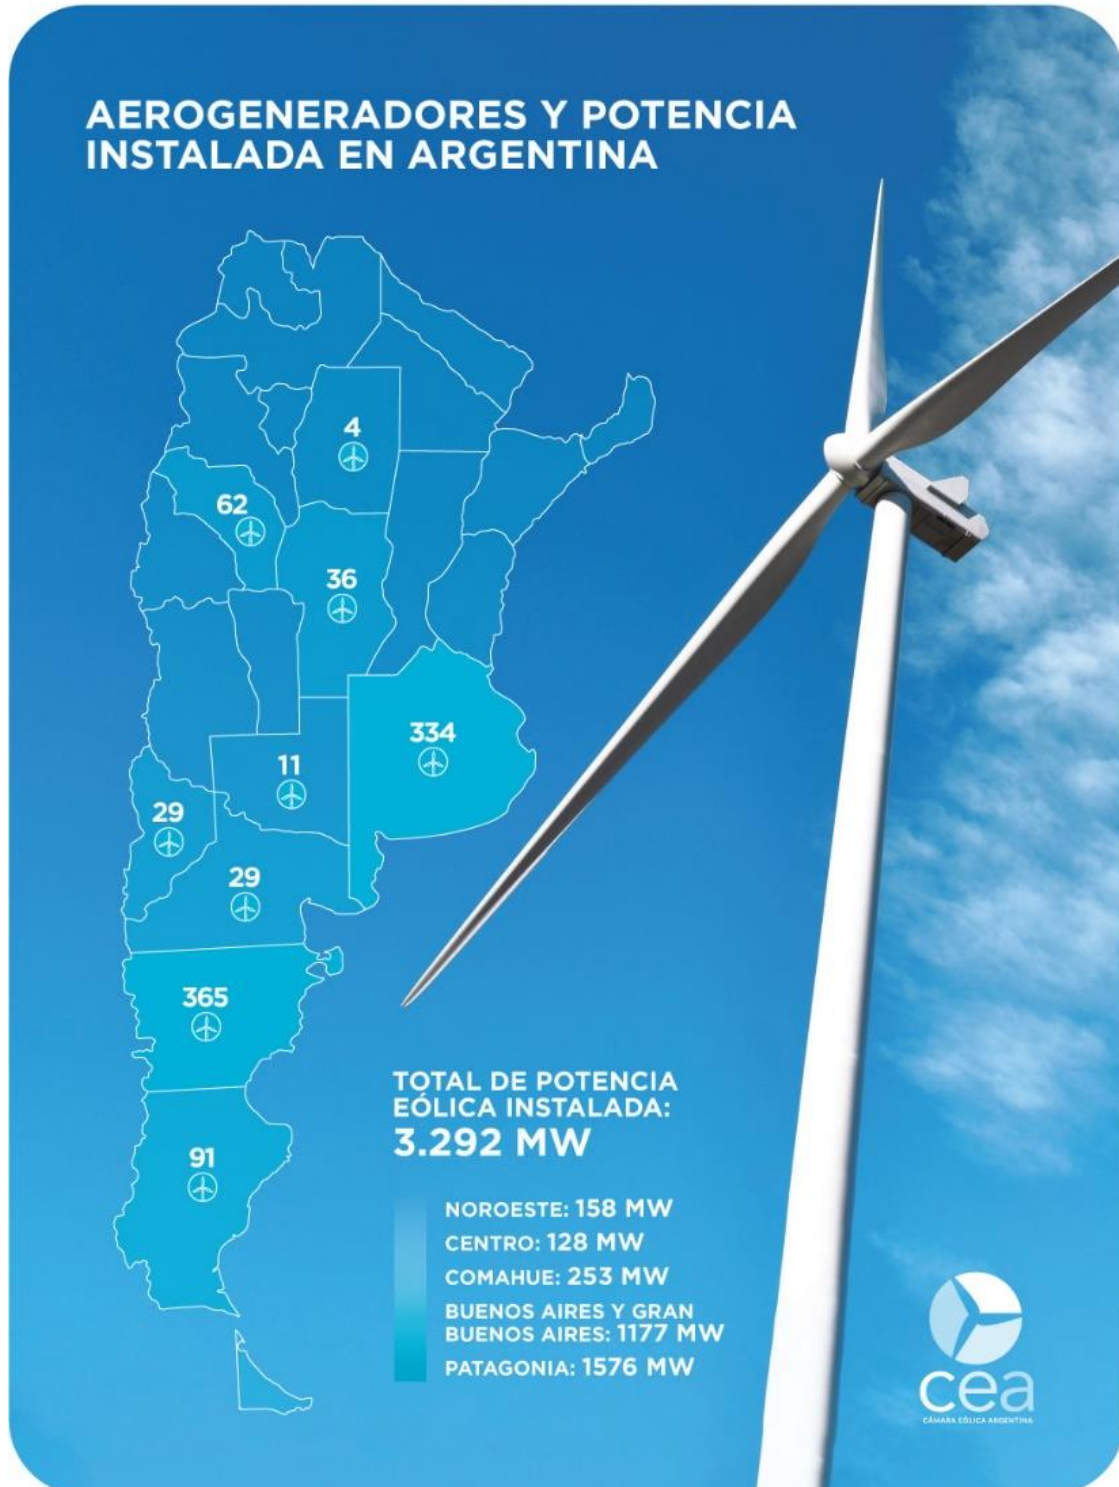 AEROGENERADORES Y POTENCIA
INSTALADA EN ARGENTINA
4
62
36
334
11
29
29
365
91
TOTAL DE POTENCIA
EÓLICA INSTALADA:
3.292 MW
NOROESTE: 158 MW
CENTRO: 128 MW
COMAHUE: 253 MW
BUENOS AIRES Y GRAN
BUENOS AIRES: 1177 MW
PATAGONIA: 1576 MW
cea
CÁMARA EÓLICA ARGENTINA